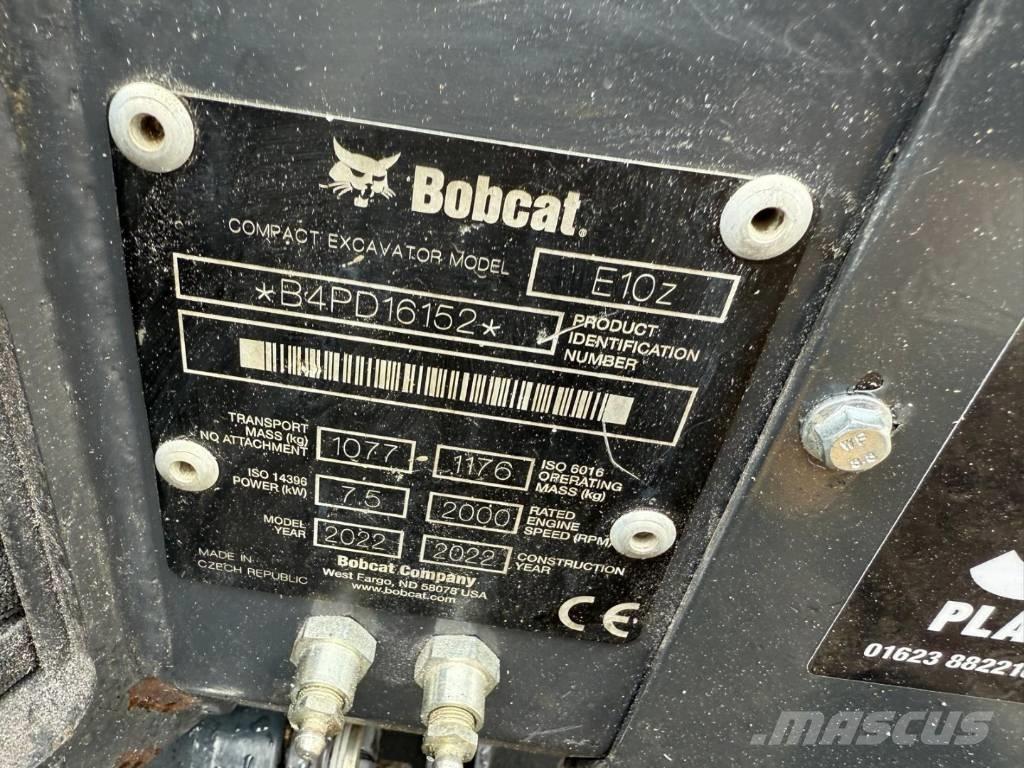 Bobcat.
COMPACT EXCAVATOR MODEL E10z
*B4PD16152*
PRODUCT
IDENTIFICATION
NUMBER
TRANSPORT
MASS (kg)
NO ATTACHMENT
1077
1176
ISO 6016
OPERATING
MASS (kg)
ISO 14396
POWER (kW)
7.5
2000
RATED
ENGINE
SPEED (RPM)
MODEL
YEAR
2022
2022
CONSTRUCTION
YEAR
MADE IN
CZECH REPUBLIC
Bobcat Company
West Fargo, ND 58078 USA
www.bobcat.com
CE
WF
8.8
PLA
01623 88221
MASCUS